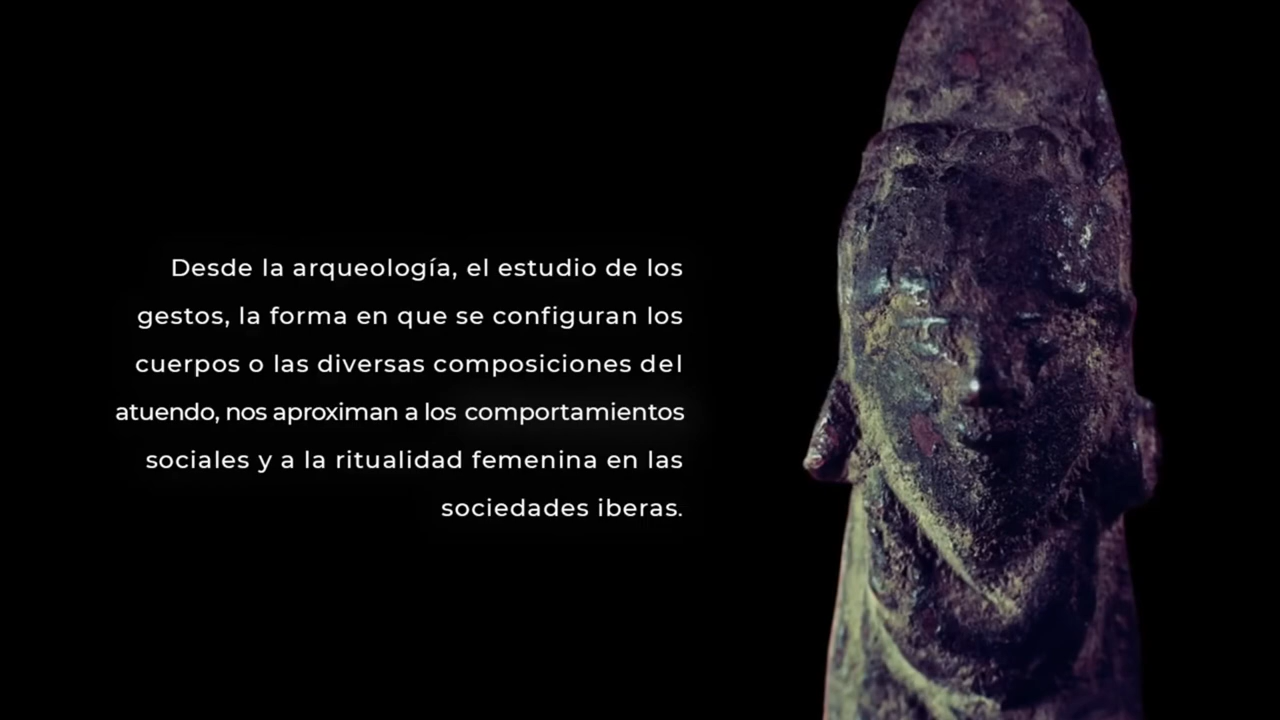 Desde la arqueología, el estudio de los
gestos, la forma en que se configuran los
cuerpos o las diversas composiciones del
atuendo, nos aproximan a los comportamientos
sociales y a la ritualidad femenina en las
sociedades iberas.